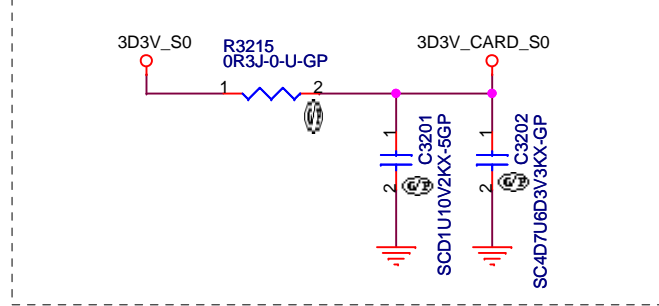 3D3V_S0
R3215
0R3J-0-U-GP
3D3V_CARD_S0
1
2
G/P
1
2
G/P
C3201
SCD1U10V2KX-5GP
1
2
G/P
C3202
SC4D7U6D3V3KX-GP